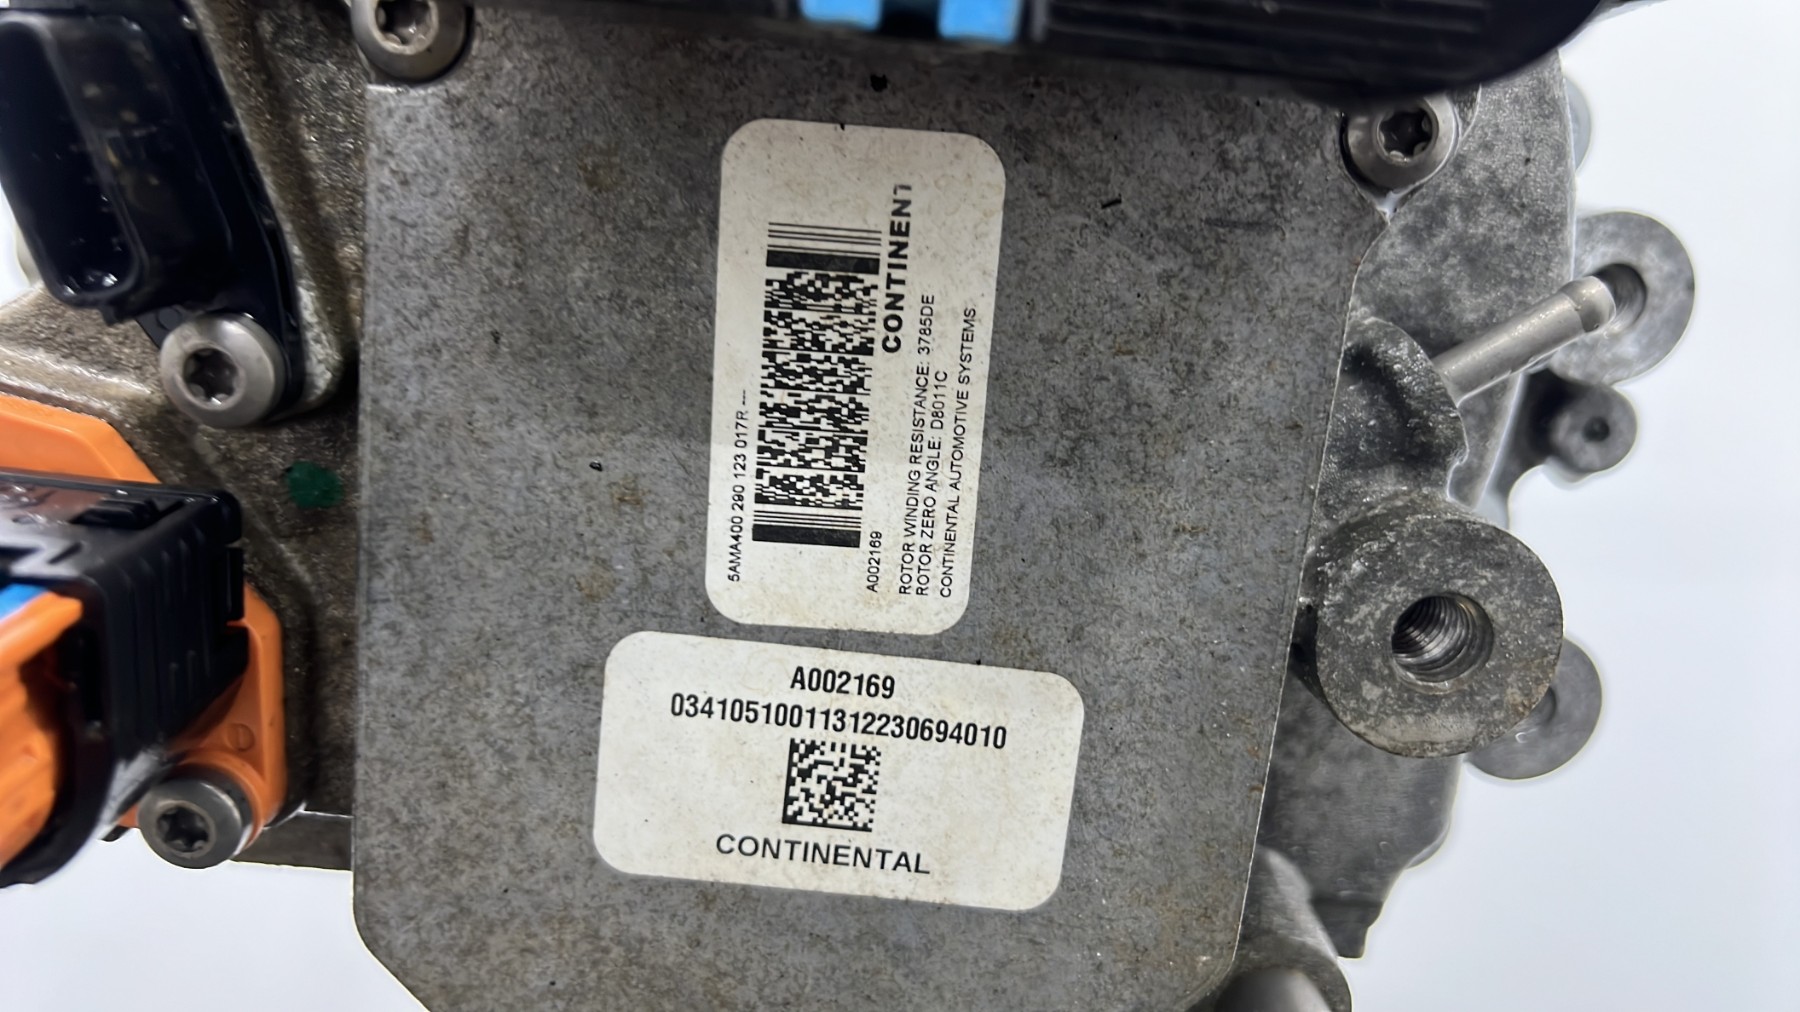 5AMA400 290 123 017R ---
A002169
CONTINENT
ROTOR WINDING RESISTANCE: 3785DE
ROTOR ZERO ANGLE: D8011C
CONTINENTAL AUTOMOTIVE SYSTEMS
A002169
03410510011312230694010
CONTINENTAL